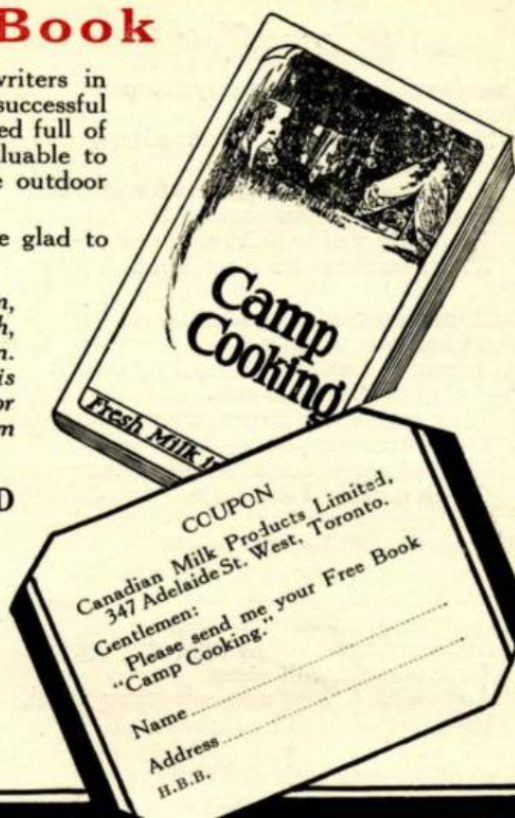 Book
writers in
successful
ed full of
luable to
e outdoor
e glad to
n,
h,
n.
is
or
m
D
Camp
Cooking
Fresh Milk i
COUPON
Canadian Milk Products Limited,
347 Adelaide St. West, Toronto.
Gentlemen:
Please send me your Free Book
"Camp Cooking."
Name
Address
H.B.B.